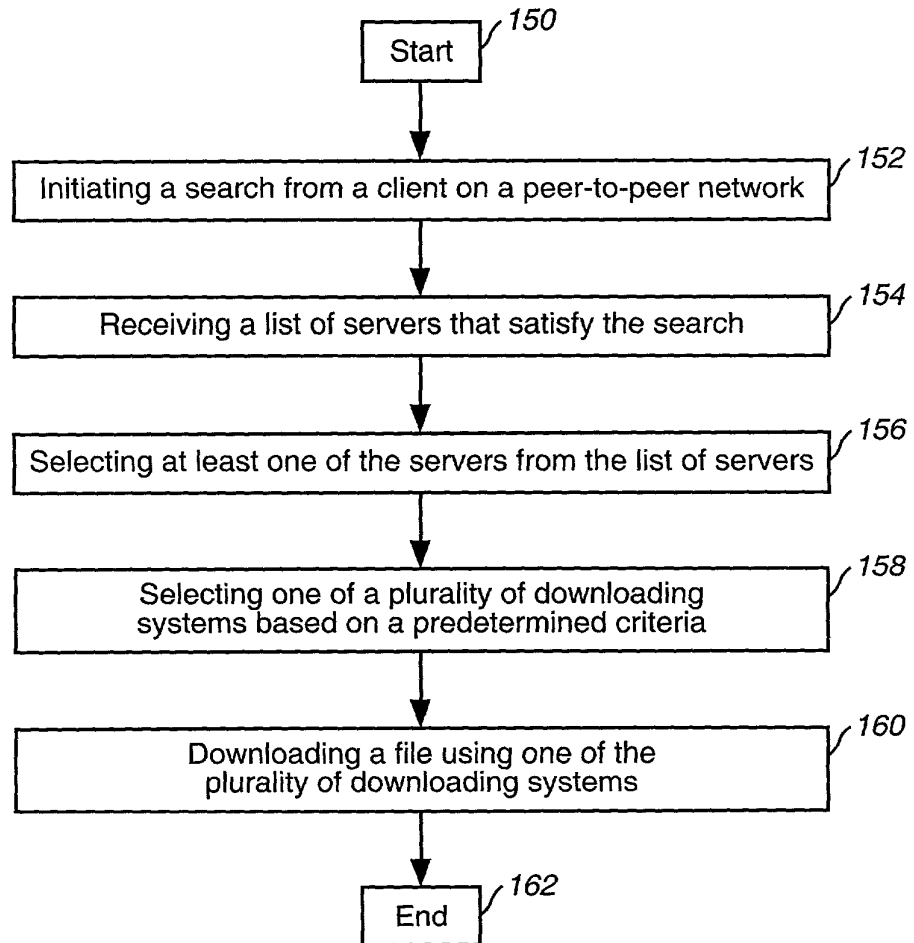 150
Start
152
Initiating a search from a client on a peer-to-peer network
154
Receiving a list of servers that satisfy the search
156
Selecting at least one of the servers from the list of servers
158
Selecting one of a plurality of downloading
systems based on a predetermined criteria
160
Downloading a file using one of the
plurality of downloading systems
162
End